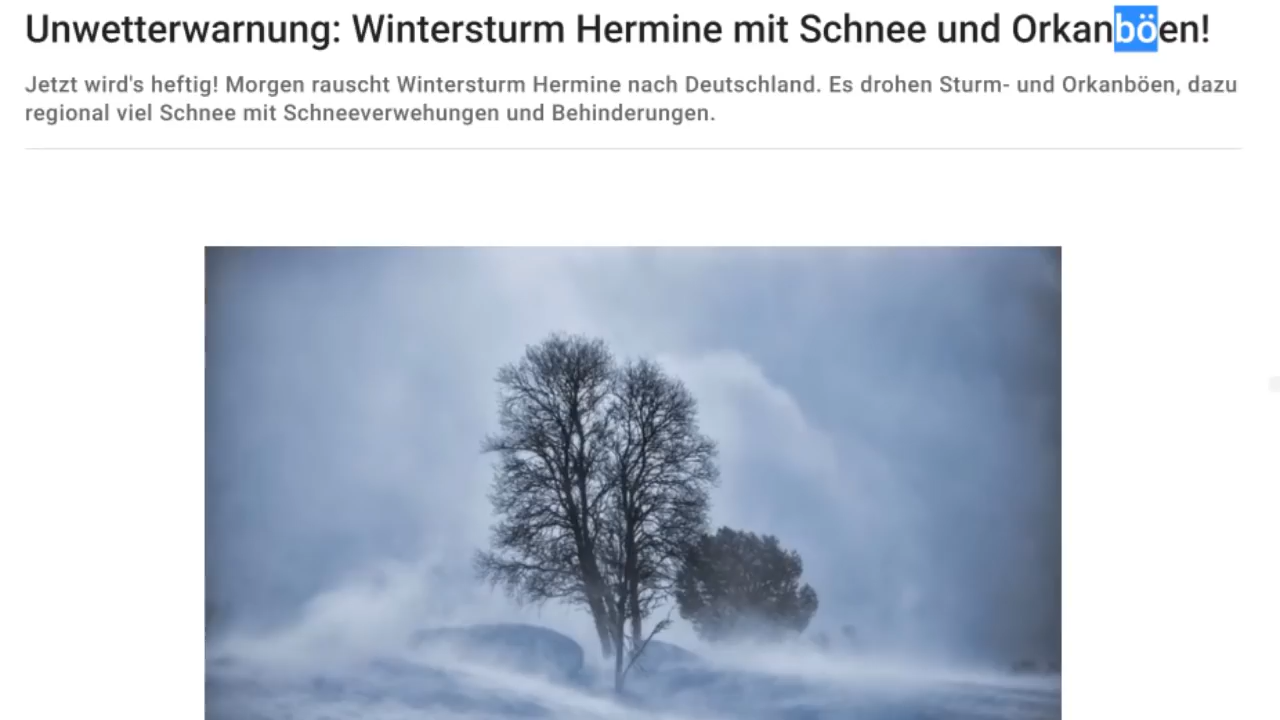 Unwetterwarnung: Wintersturm Hermine mit Schnee und Orkanböen!
Jetzt wird's heftig! Morgen rauscht Wintersturm Hermine nach Deutschland. Es drohen Sturm- und Orkanböen, dazu
regional viel Schnee mit Schneeverwehungen und Behinderungen.